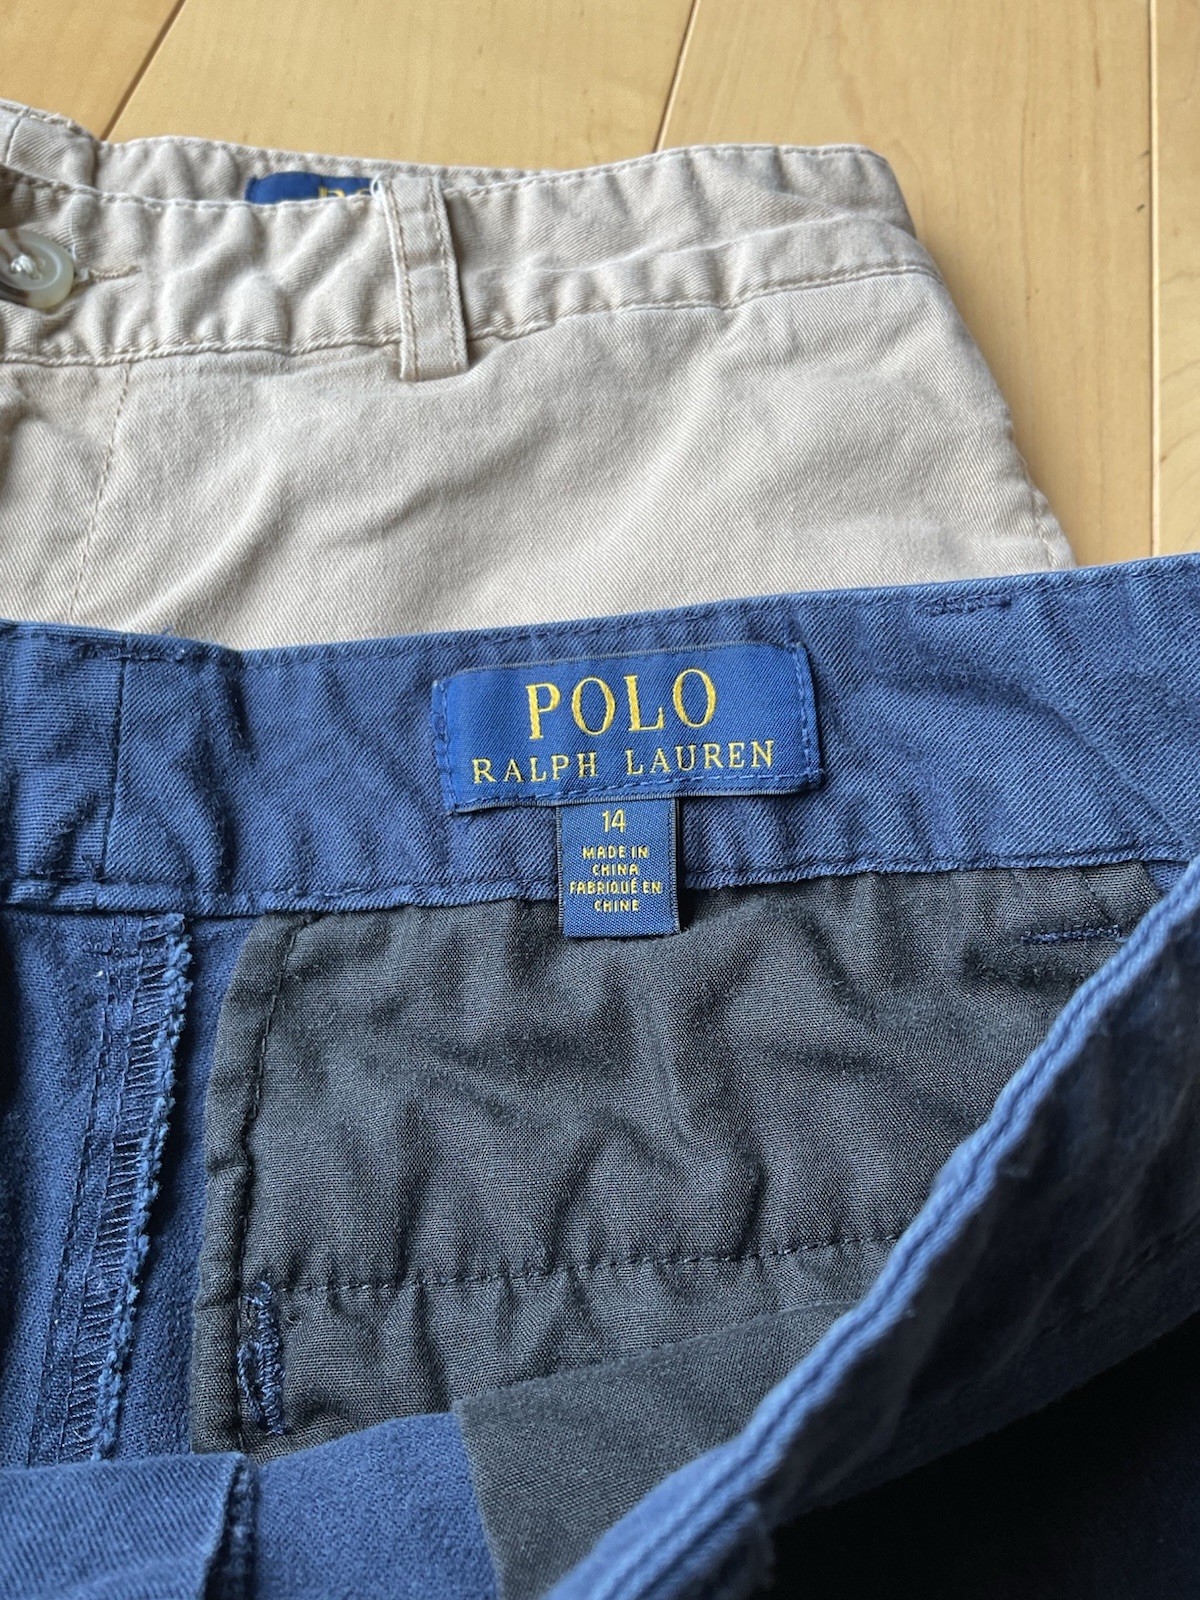 POLO
RALPH LAUREN
14
MADE IN
CHINA
FABRIQUÉ EN
CHINE